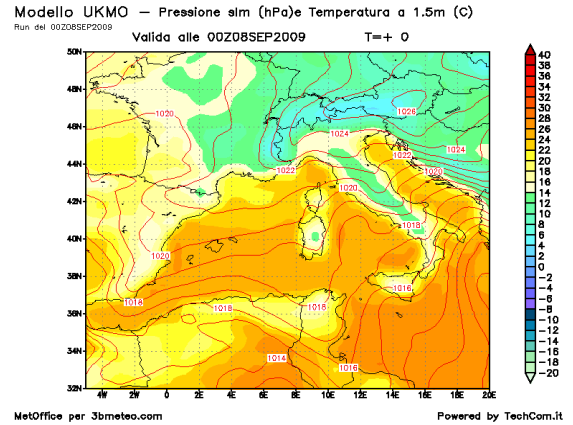 Modello UKMO – Pressione slm (hPa)e Temperatura a 1.5m (C)
Run del 00Z08SEP2009
Valida alle 00Z08SEP2009 T=+ 0
50N
48N
46N
44N
42N
40N
38N
36N
34N
32N
4W 2W 0 2E 4E 6E 8E 10E 12E 14E 16E 18E 20E
1020
1026
1024
1024
1022
1022
1020
1020
1018
1020
1016
1018
1018
1018
1014
1016
40
38
36
34
32
30
28
26
24
22
20
18
16
14
12
10
8
6
4
2
0
-2
-4
-6
-8
-10
-12
-14
-16
-18
-20
MetOffice per 3bmeteo.com
Powered by TechCom.it